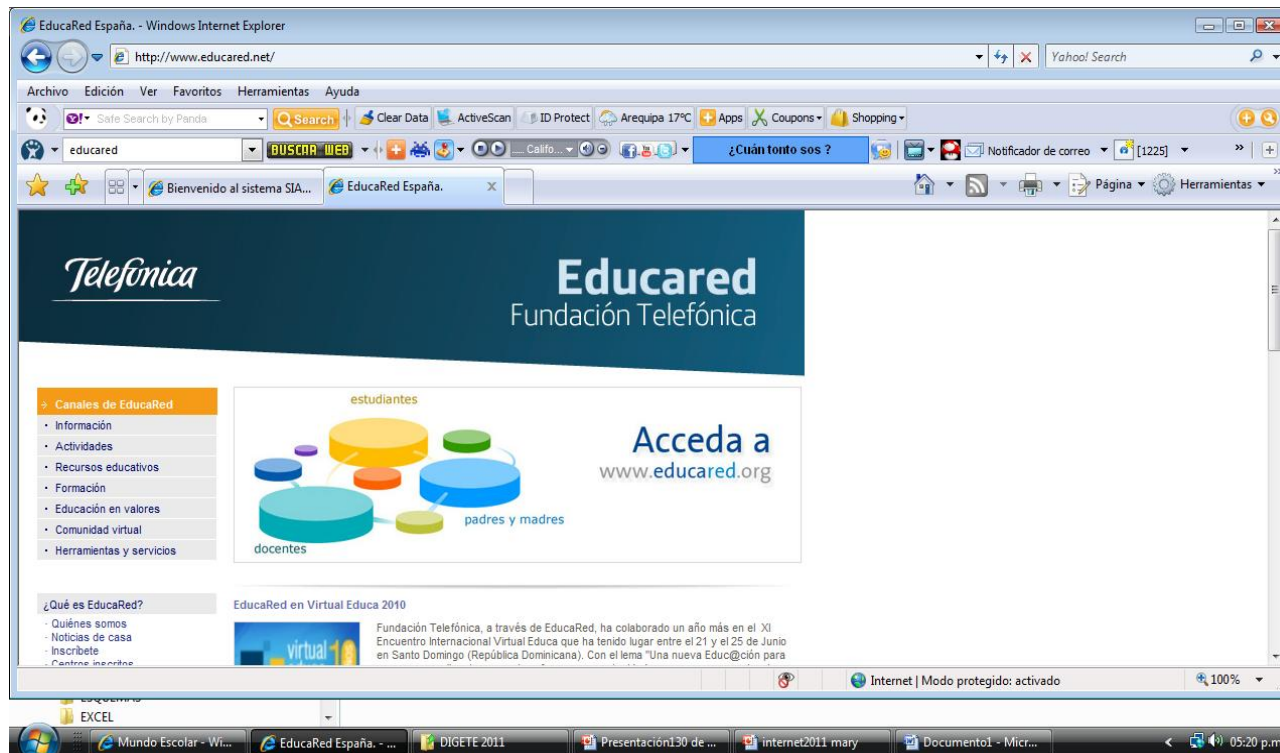 EducaRed España. - Windows Internet Explorer
http://www.educared.net/
Yahoo! Search
Archivo Edición Ver Favoritos Herramientas Ayuda
Safe Search by Panda Search Clear Data ActiveScan ID Protect Arequipa 17ºC Apps Coupons Shopping
educared BUSCAR WEB Califo... ¿Cuán tonto sos ? Notificador de correo [1225]
Bienvenido al sistema SIA... EducaRed España. X Página Herramientas
Telefónica
Educared
Fundación Telefónica
Canales de EducaRed
Información
Actividades
Recursos educativos
Formación
Educación en valores
Comunidad virtual
Herramientas y servicios
estudiantes
Acceda a
www.educared.org
padres y madres
docentes
¿Qué es EducaRed?
· Quiénes somos
· Noticias de casa
· Inscríbete
· Centros inscritos
EducaRed en Virtual Educa 2010
virtual
Fundación Telefónica, a través de EducaRed, ha colaborado un año más en el XI
Encuentro Internacional Virtual Educa que ha tenido lugar entre el 21 y el 25 de Junio
en Santo Domingo (República Dominicana). Con el lema "Una nueva Educ@ción para
Internet | Modo protegido: activado 100%
ESQUEMAS
EXCEL
Mundo Escolar - Wi... EducaRed España. - ... DIGETE 2011 Presentación130 de ... internet2011 mary Documento1 - Micr... 05:20 p.m.